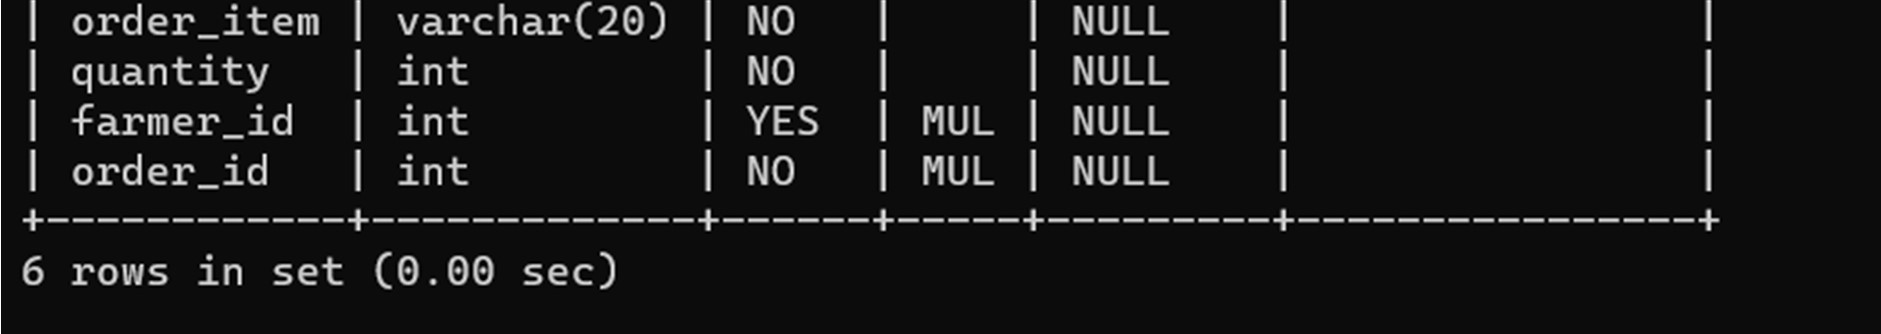 | order_item | varchar(20) | NO   |     | NULL    |                |
| quantity   | int         | NO   |     | NULL    |                |
| farmer_id  | int         | YES  | MUL | NULL    |                |
| order_id   | int         | NO   | MUL | NULL    |                |
+------------+-------------+------+-----+---------+----------------+
6 rows in set (0.00 sec)